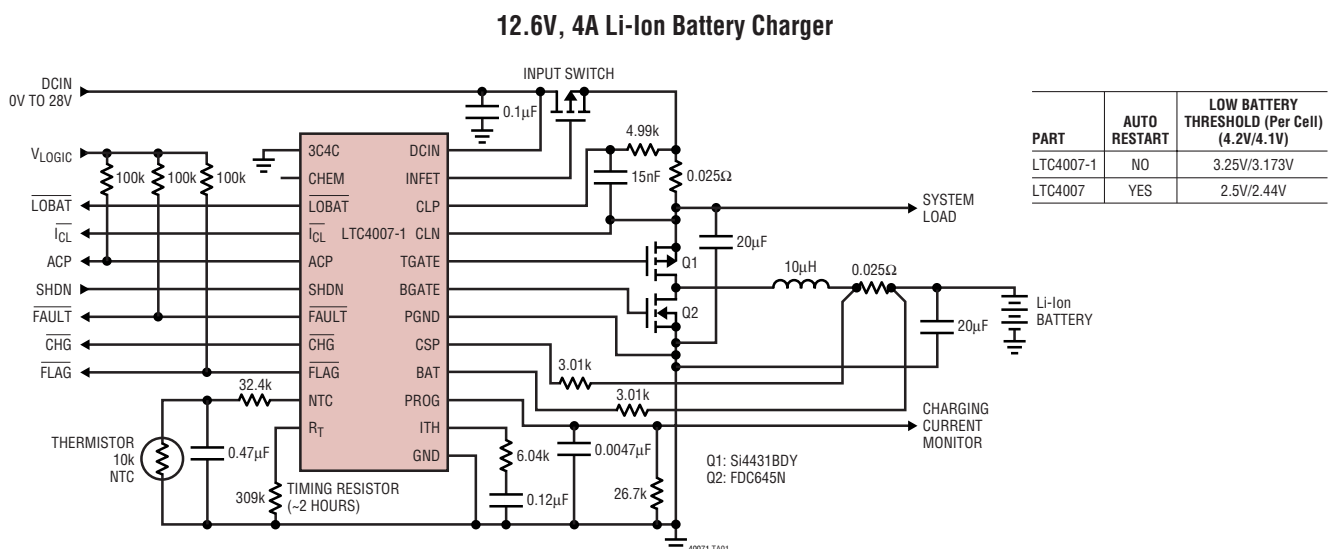 12.6V, 4A Li-Ion Battery Charger
DCIN
0V TO 28V
INPUT SWITCH
0.1µF
VLOGIC
100k
100k
100k
LOBAT
ICL
ACP
SHDN
FAULT
CHG
FLAG
3C4C
CHEM
LOBAT
ICL
ACP
SHDN
FAULT
CHG
FLAG
NTC
RT
LTC4007-1
DCIN
INFET
CLP
CLN
TGATE
BGATE
PGND
CSP
BAT
PROG
ITH
GND
4.99k
15nF
0.025Ω
SYSTEM
LOAD
20µF
Q1
Q2
10µH
0.025Ω
20µF
Li-Ion
BATTERY
3.01k
3.01k
CHARGING
CURRENT
MONITOR
32.4k
THERMISTOR
10k
NTC
0.47µF
309k
TIMING RESISTOR
(~2 HOURS)
6.04k
0.12µF
0.0047µF
26.7k
Q1: Si4431BDY
Q2: FDC645N
4007 TA01
PART
AUTO
RESTART
LOW BATTERY
THRESHOLD (Per Cell)
(4.2V/4.1V)
LTC4007-1 NO 3.25V/3.173V
LTC4007 YES 2.5V/2.44V